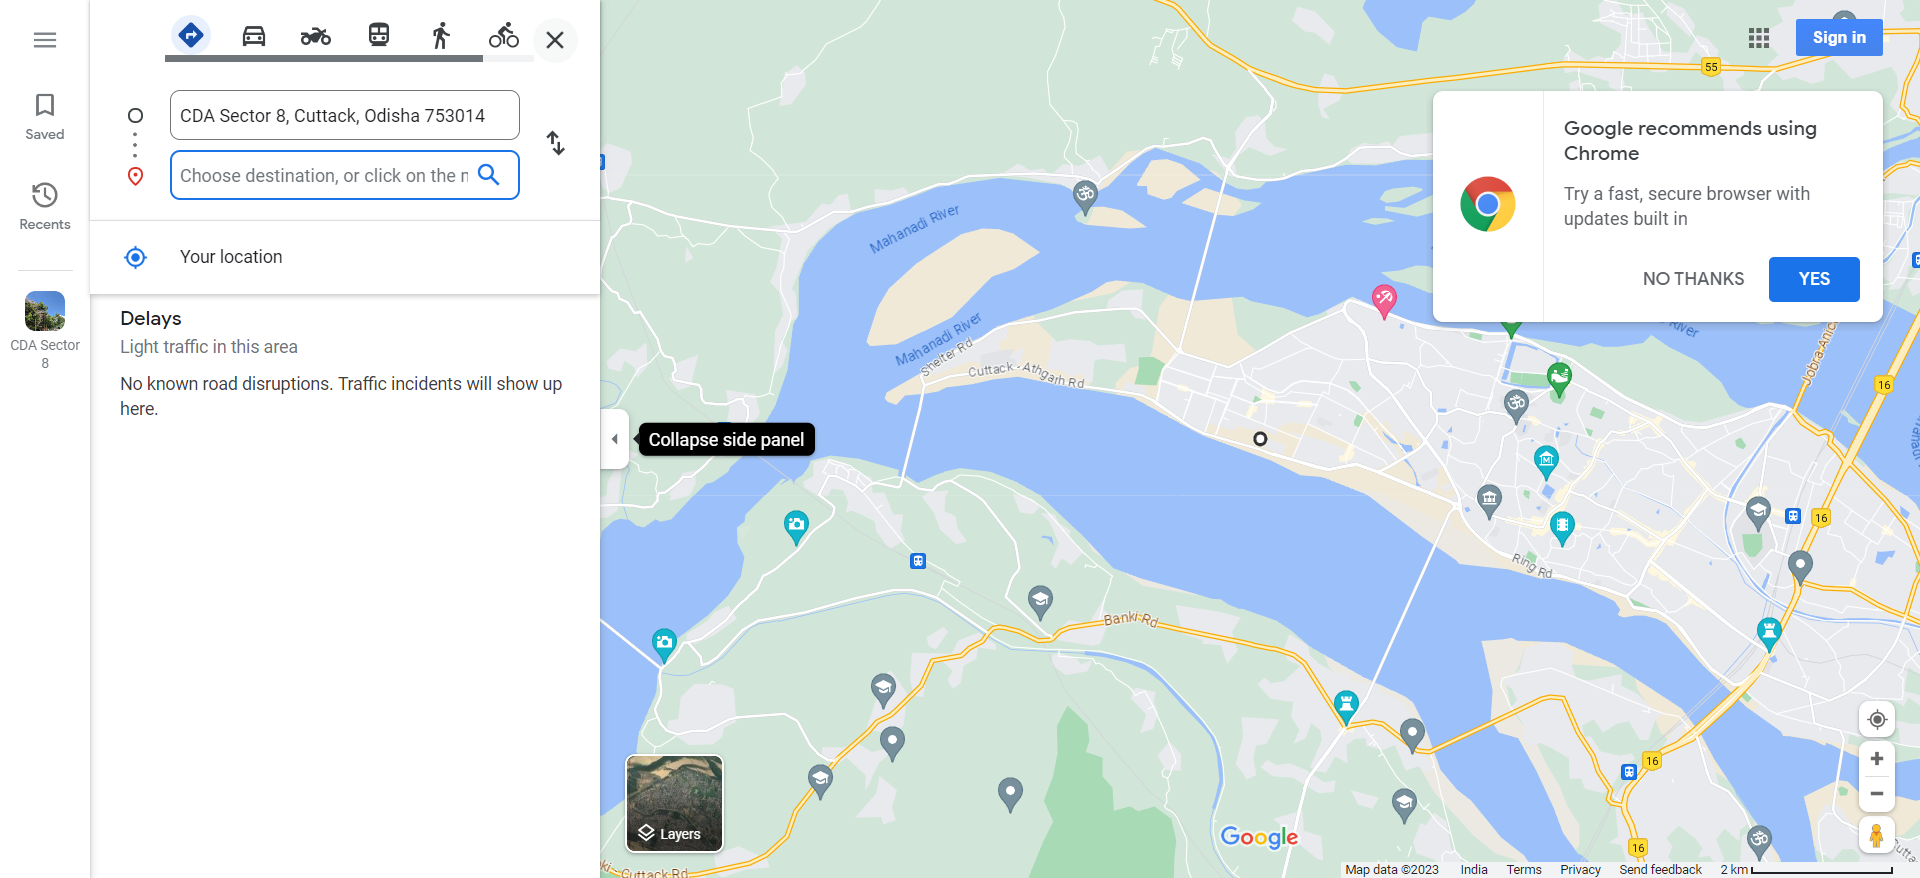 Saved
Recents
CDA Sector
8
CDA Sector 8, Cuttack, Odisha 753014
Choose destination, or click on the
Your location
Delays
Light traffic in this area
No known road disruptions. Traffic incidents will show up
here.
Collapse side panel
Layers
Mahanadi River
Mahanadi River
Shelter Rd
Cuttack - Athgarh Rd
Banki Rd
Ring Rd
Cuttack Rd
River
16
16
16
16
55
Sign in
Google recommends using
Chrome
Try a fast, secure browser with
updates built in
NO THANKS
YES
Google
Map data ©2023
India
Terms
Privacy
Send feedback
2 km